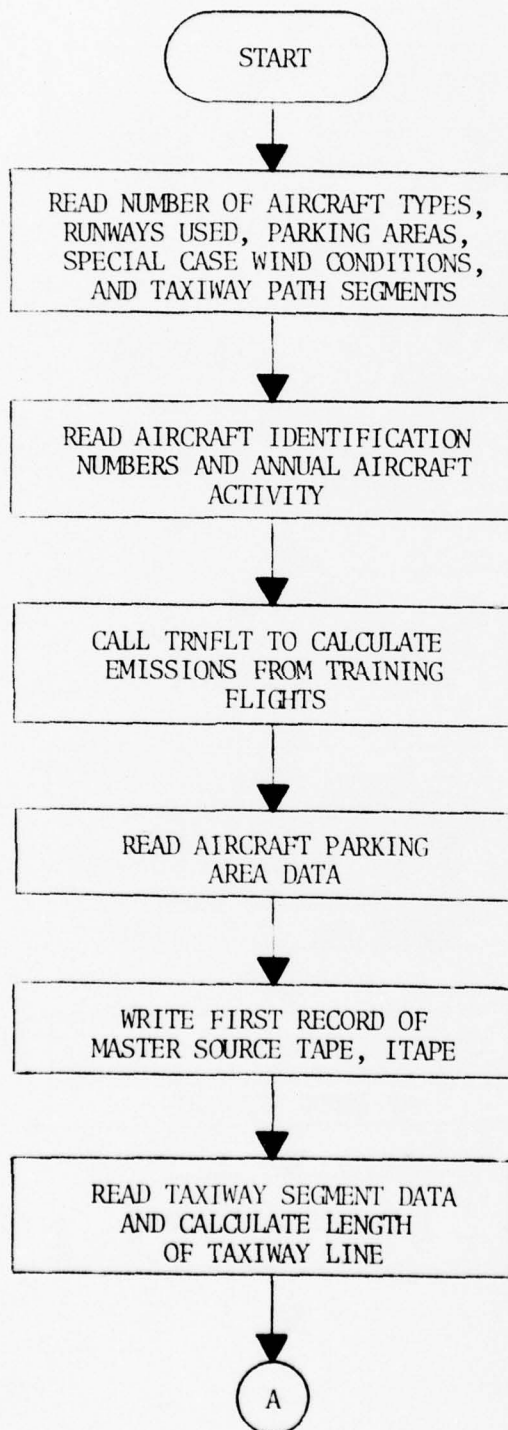 START
READ NUMBER OF AIRCRAFT TYPES,
RUNWAYS USED, PARKING AREAS,
SPECIAL CASE WIND CONDITIONS,
AND TAXIWAY PATH SEGMENTS
READ AIRCRAFT IDENTIFICATION
NUMBERS AND ANNUAL AIRCRAFT
ACTIVITY
CALL TRNFLT TO CALCULATE
EMISSIONS FROM TRAINING
FLIGHTS
READ AIRCRAFT PARKING
AREA DATA
WRITE FIRST RECORD OF
MASTER SOURCE TAPE, ITAPE
READ TAXIWAY SEGMENT DATA
AND CALCULATE LENGTH
OF TAXIWAY LINE
A